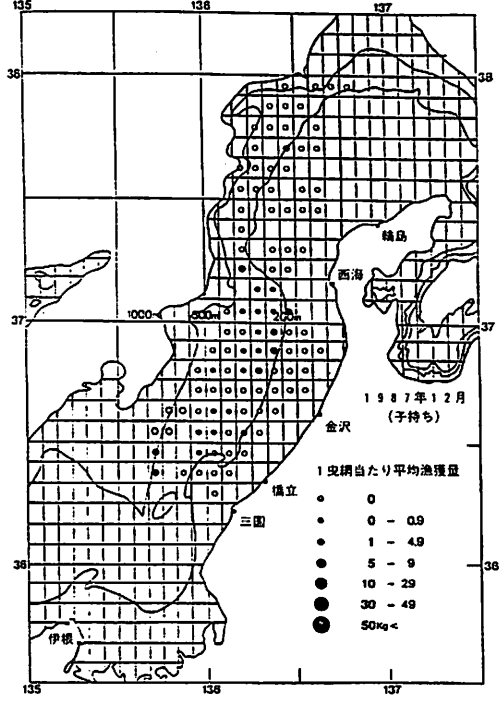 135
136
137
38
38
輪島
西海
1000
500m
200m
37
37
1987年12月
(子持ち)
金沢
1曳網当たり平均漁獲量
0
0 - 0.9
橋立
1 - 4.9
三国
5 - 9
36
10 - 29
36
30 - 49
伊根
50Kg<
135
136
137